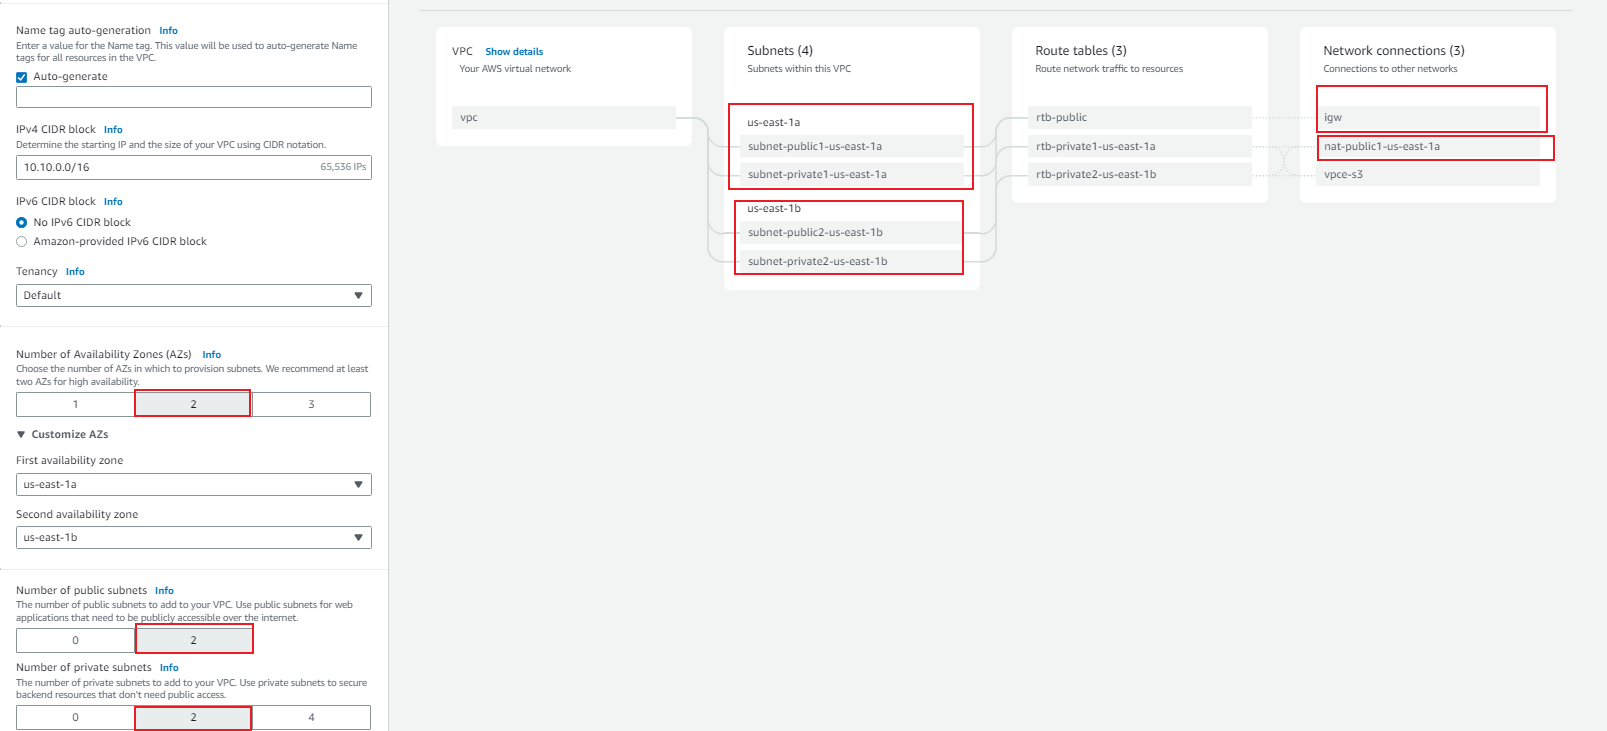 Name tag auto-generation Info
Enter a value for the Name tag. This value will be used to auto-generate Name
tags for all resources in the VPC.
Auto-generate
IPv4 CIDR block Info
Determine the starting IP and the size of your VPC using CIDR notation.
10.10.0.0/16 65,536 IPs
IPv6 CIDR block Info
No IPv6 CIDR block
Amazon-provided IPv6 CIDR block
Tenancy Info
Default
Number of Availability Zones (AZs) Info
Choose the number of AZs in which to provision subnets. We recommend at least
two AZs for high availability.
1 2 3
Customize AZs
First availability zone
us-east-1a
Second availability zone
us-east-1b
Number of public subnets Info
The number of public subnets to add to your VPC. Use public subnets for web
applications that need to be publicly accessible over the internet.
0 2
Number of private subnets Info
The number of private subnets to add to your VPC. Use private subnets to secure
backend resources that don't need public access.
0 2 4
VPC Show details
Your AWS virtual network
vpc
Subnets (4)
Subnets within this VPC
us-east-1a
subnet-public1-us-east-1a
subnet-private1-us-east-1a
us-east-1b
subnet-public2-us-east-1b
subnet-private2-us-east-1b
Route tables (3)
Route network traffic to resources
rtb-public
rtb-private1-us-east-1a
rtb-private2-us-east-1b
Network connections (3)
Connections to other networks
igw
nat-public1-us-east-1a
vpce-s3